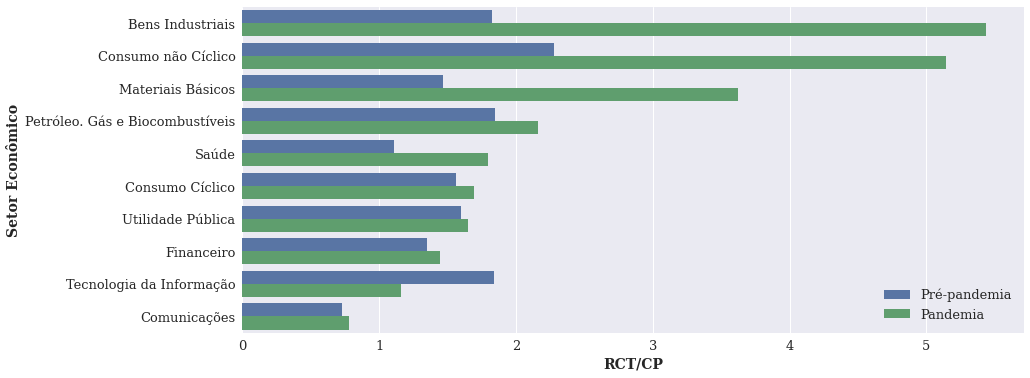 Setor Econômico
Bens Industriais
Consumo não Cíclico
Materiais Básicos
Petróleo. Gás e Biocombustíveis
Saúde
Consumo Cíclico
Utilidade Pública
Financeiro
Tecnologia da Informação
Comunicações
Pré-pandemia
Pandemia
0 1 2 3 4 5
RCT/CP